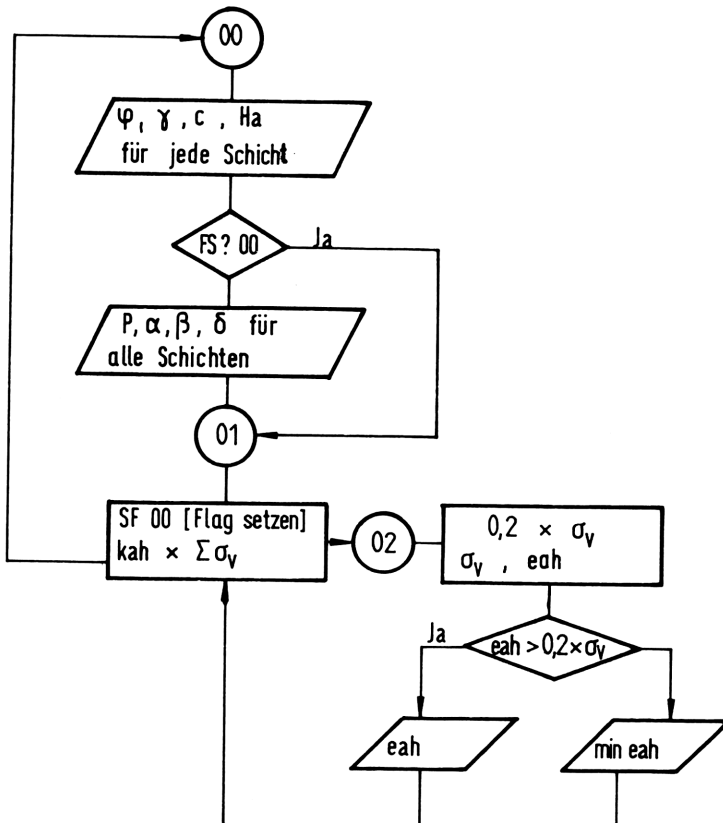 00
φ, γ, c, Ha
für jede Schicht
FS? 00
Ja
P, α, β, δ für
alle Schichten
01
SF 00 [Flag setzen]
kah × Σσv
02
0,2 × σv
σv, eah
Ja
eah > 0,2×σv
eah
min eah